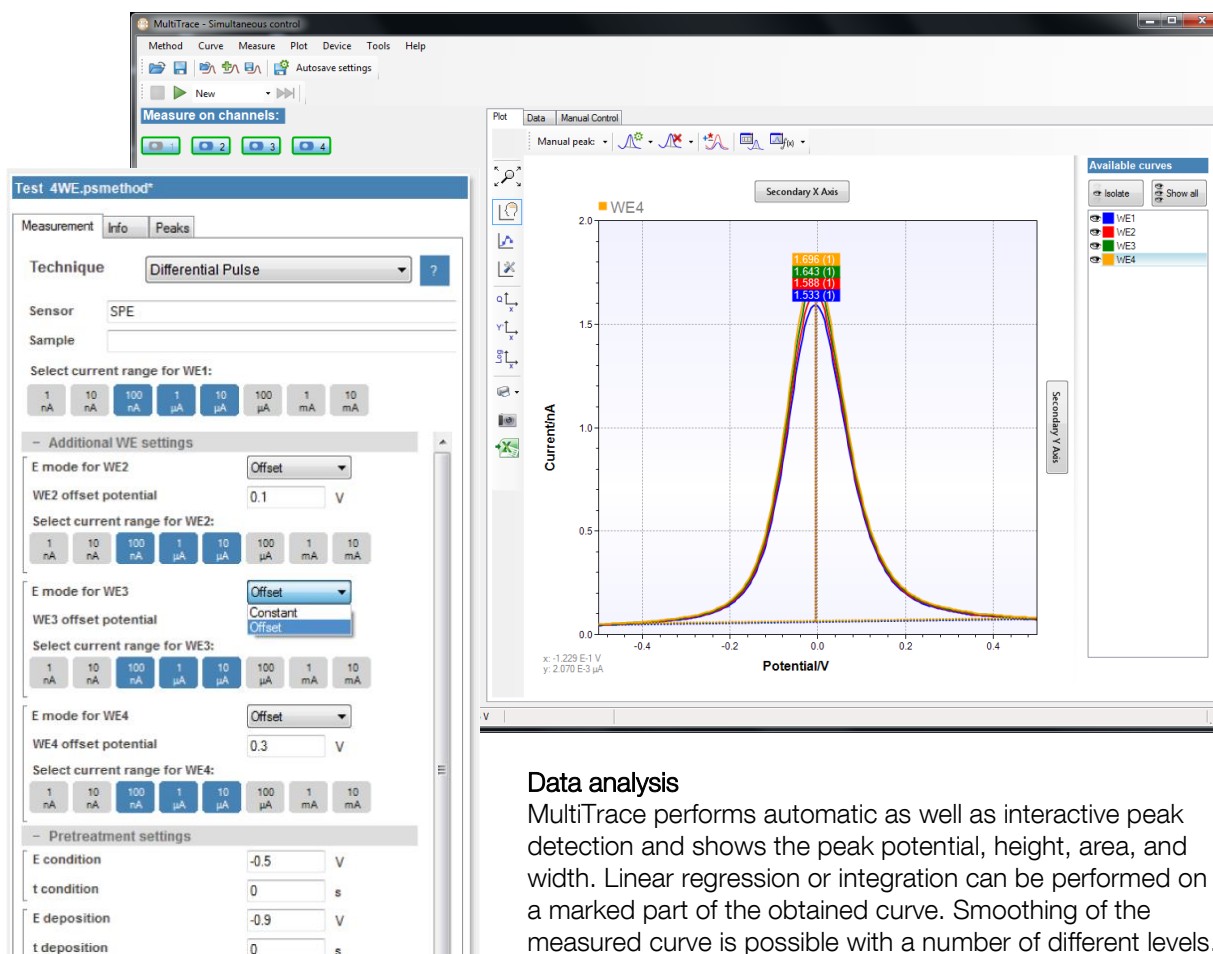 MultiTrace - Simultaneous control
Method Curve Measure Plot Device Tools Help
Autosave settings
New
Measure on channels:
1 2 3 4
Test 4WE.psmethod*
Measurement Info Peaks
Technique Differential Pulse ?
Sensor SPE
Sample
Select current range for WE1:
1 nA 10 nA 100 nA 1 µA 10 µA 100 µA 1 mA 10 mA
− Additional WE settings
E mode for WE2 Offset
WE2 offset potential 0.1 V
Select current range for WE2:
1 nA 10 nA 100 nA 1 µA 10 µA 100 µA 1 mA 10 mA
E mode for WE3 Offset
Constant
WE3 offset potential Offset
Select current range for WE3:
1 nA 10 nA 100 nA 1 µA 10 µA 100 µA 1 mA 10 mA
E mode for WE4 Offset
WE4 offset potential 0.3 V
Select current range for WE4:
1 nA 10 nA 100 nA 1 µA 10 µA 100 µA 1 mA 10 mA
− Pretreatment settings
E condition -0.5 V
t condition 0 s
E deposition -0.9 V
t deposition 0 s
Plot Data Manual Control
Manual peak:
f(x)
Q x
Y x
Log x
Secondary X Axis
WE4
1.696 (1)
1.643 (1)
1.588 (1)
1.533 (1)
2.0
1.5
1.0
0.5
0.0
Current/nA
-0.4 -0.2 0.0 0.2 0.4
Potential/V
x: -1.229 E-1 V
y: 2.070 E-3 µA
Secondary Y Axis
Available curves
Isolate Show all
WE1
WE2
WE3
WE4
V
Data analysis
MultiTrace performs automatic as well as interactive peak
detection and shows the peak potential, height, area, and
width. Linear regression or integration can be performed on
a marked part of the obtained curve. Smoothing of the
measured curve is possible with a number of different levels.